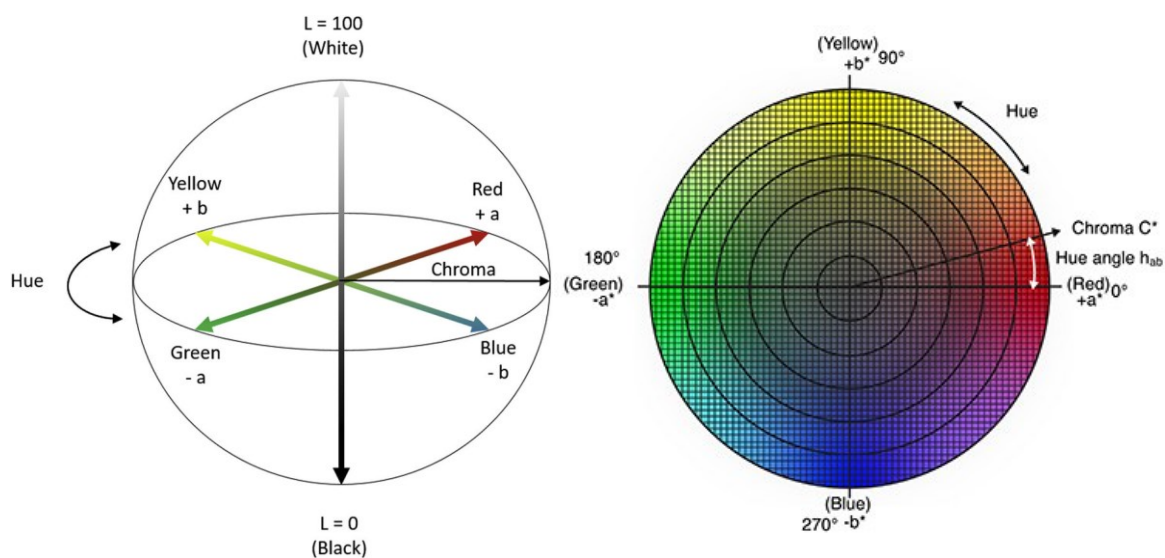 L = 100
(White)
Yellow
+ b
Red
+ a
Hue
Chroma
Green
- a
Blue
- b
L = 0
(Black)
(Yellow)
+b* 90°
Hue
Chroma C*
180°
Hue angle hab
(Green)
-a*
(Red) 0°
+a*
(Blue)
270° -b*